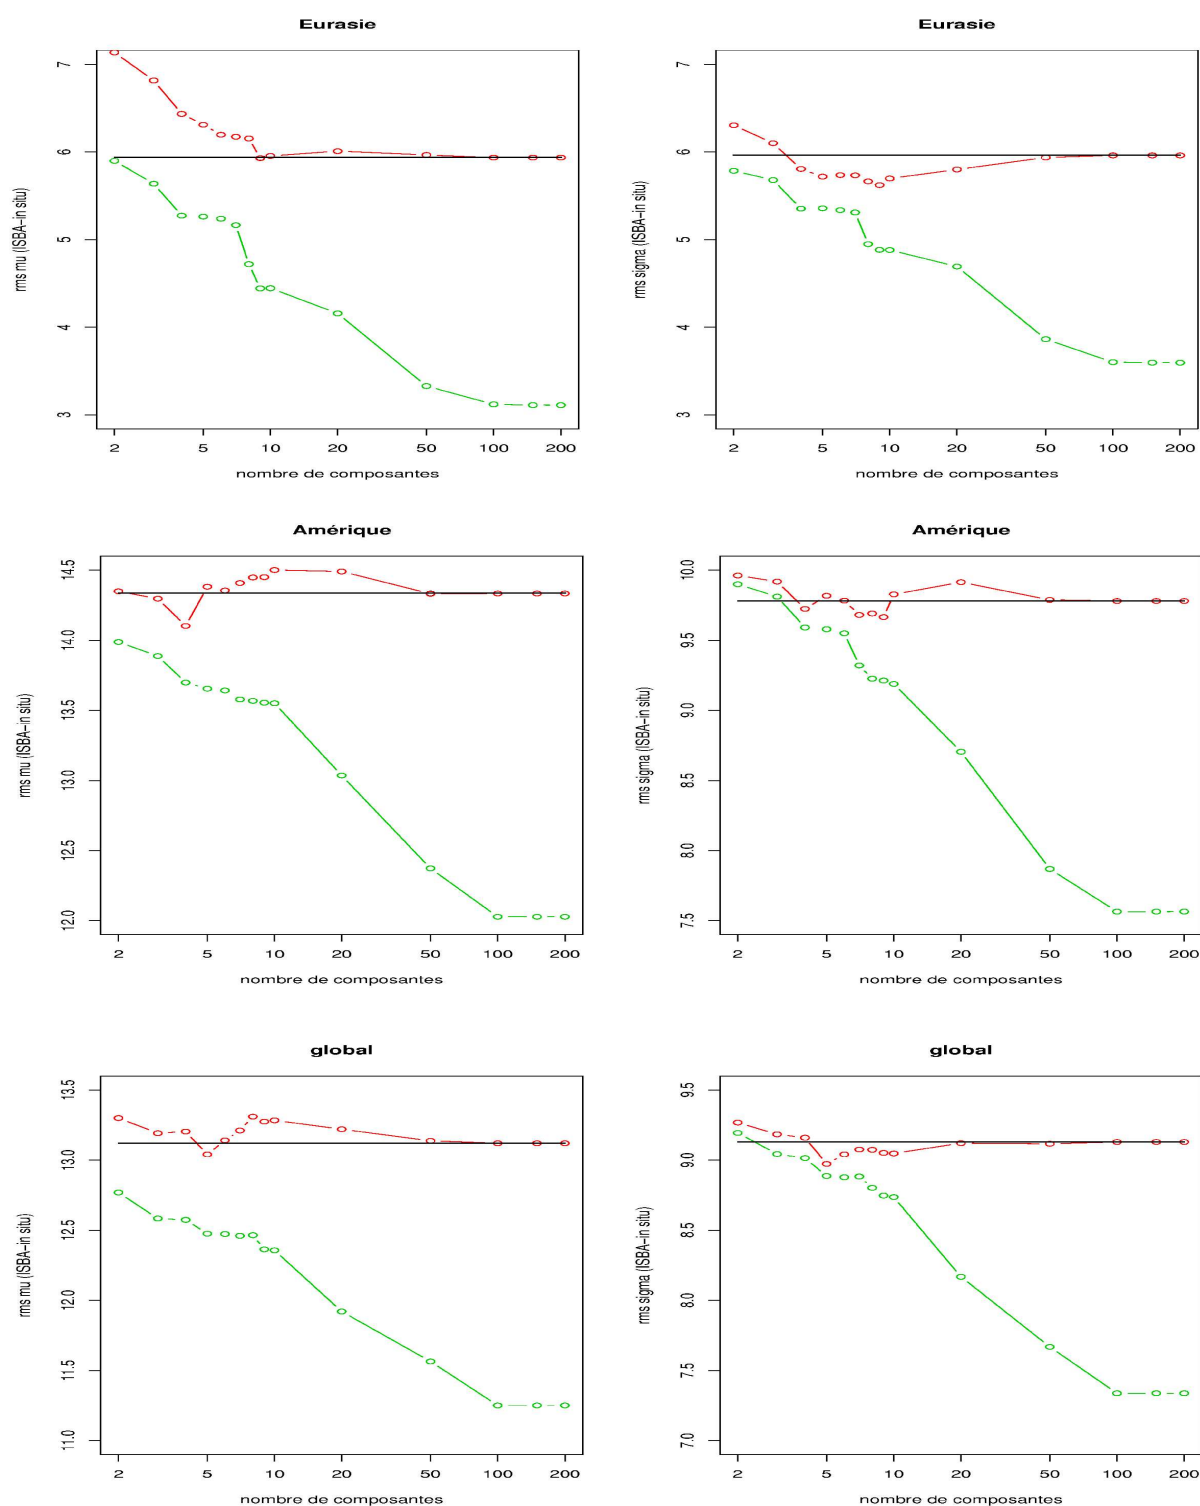 Eurasie
rms mu (ISBA-in situ)
7
6
5
4
3
2 5 10 20 50 100 200
nombre de composantes
Eurasie
rms sigma (ISBA-in situ)
7
6
5
4
3
2 5 10 20 50 100 200
nombre de composantes
Amérique
rms mu (ISBA-in situ)
14.5
14.0
13.5
13.0
12.5
12.0
2 5 10 20 50 100 200
nombre de composantes
Amérique
rms sigma (ISBA-in situ)
10.0
9.5
9.0
8.5
8.0
7.5
2 5 10 20 50 100 200
nombre de composantes
global
rms mu (ISBA-in situ)
13.5
13.0
12.5
12.0
11.5
11.0
2 5 10 20 50 100 200
nombre de composantes
global
rms sigma (ISBA-in situ)
9.5
9.0
8.5
8.0
7.5
7.0
2 5 10 20 50 100 200
nombre de composantes